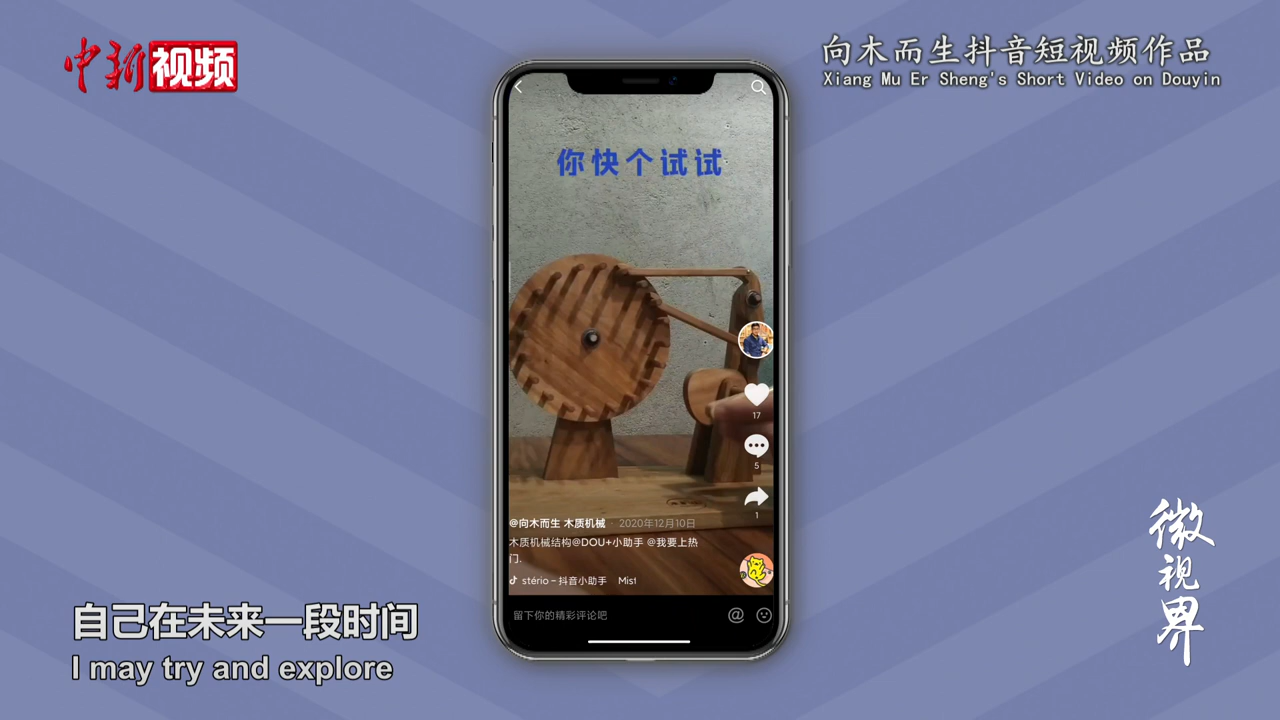 中新视频
向木而生抖音短视频作品
Xiang Mu Er Sheng's Short Video on Douyin
你快个试试
17
5
1
@向木而生 木质机械 · 2020年12月10日
木质机械结构@DOU+小助手 @我要上热
门.
stério - 抖音小助手 Mist
留下你的精彩评论吧
@
微视界
自己在未来一段时间
I may try and explore